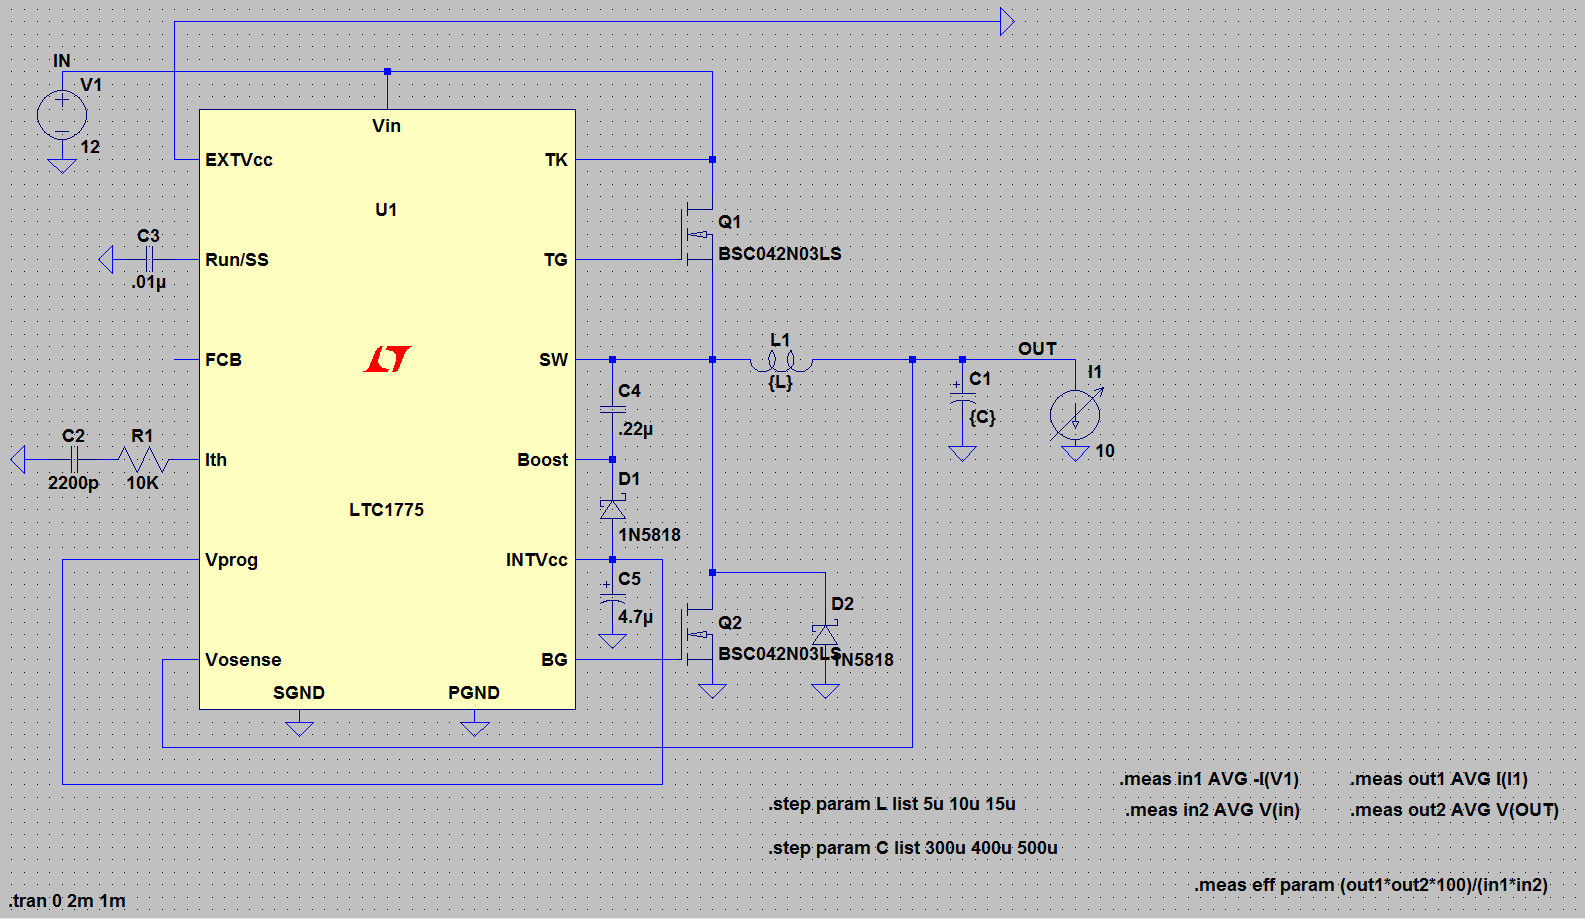 IN
V1
12
Vin
EXTVcc
TK
U1
Q1
BSC042N03LS
C3
.01µ
Run/SS
TG
FCB
LT
SW
L1
{L}
OUT
I1
10
C1
{C}
C4
.22µ
C2
2200p
R1
10K
Ith
Boost
D1
1N5818
LTC1775
Vprog
INTVcc
C5
4.7µ
Q2
BSC042N03LS
D2
1N5818
Vosense
BG
SGND
PGND
.meas in1 AVG -I(V1)
.meas out1 AVG I(I1)
.step param L list 5u 10u 15u
.meas in2 AVG V(in)
.meas out2 AVG V(OUT)
.step param C list 300u 400u 500u
.meas eff param (out1*out2*100)/(in1*in2)
.tran 0 2m 1m